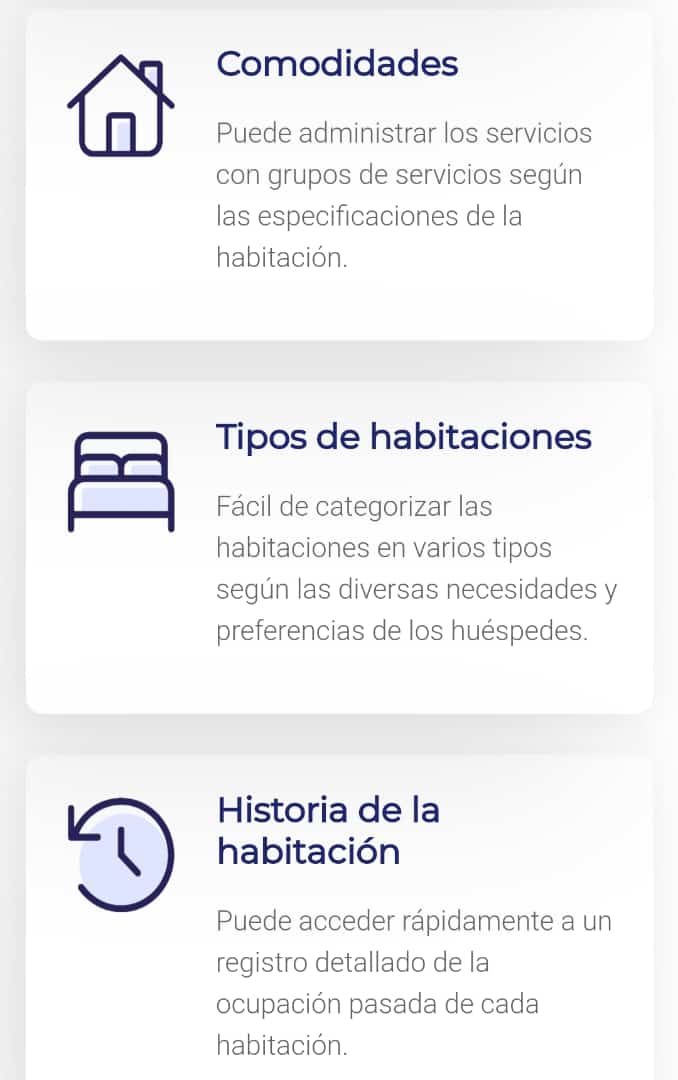 Comodidades
Puede administrar los servicios
con grupos de servicios según
las especificaciones de la
habitación.
Tipos de habitaciones
Fácil de categorizar las
habitaciones en varios tipos
según las diversas necesidades y
preferencias de los huéspedes.
Historia de la
habitación
Puede acceder rápidamente a un
registro detallado de la
ocupación pasada de cada
habitación.